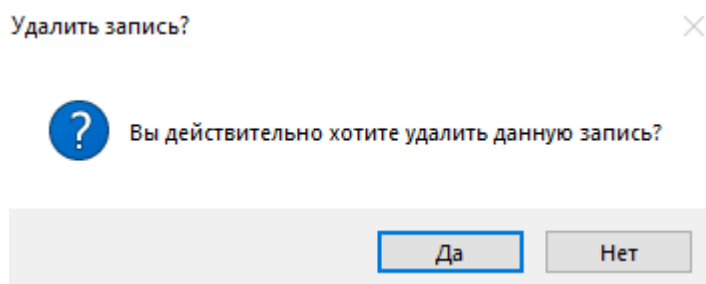 Удалить запись?
Вы действительно хотите удалить данную запись?
Да
Нет